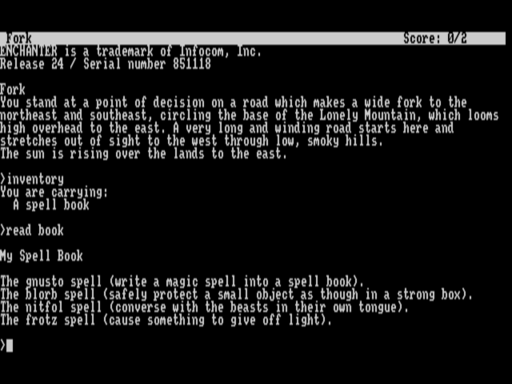 Fork Score: 0/2
ENCHANTER is a trademark of Infocom, Inc.
Release 24 / Serial number 851118
Fork
You stand at a point of decision on a road which makes a wide fork to the
northeast and southeast, circling the base of the Lonely Mountain, which looms
high overhead to the east. A very long and winding road starts here and
stretches out of sight to the west through low, smoky hills.
The sun is rising over the lands to the east.
>inventory
You are carrying:
A spell book
>read book
My Spell Book
The gnusto spell (write a magic spell into a spell book).
The blorb spell (safely protect a small object as though in a strong box).
The nitfol spell (converse with the beasts in their own tongue).
The frotz spell (cause something to give off light).
>